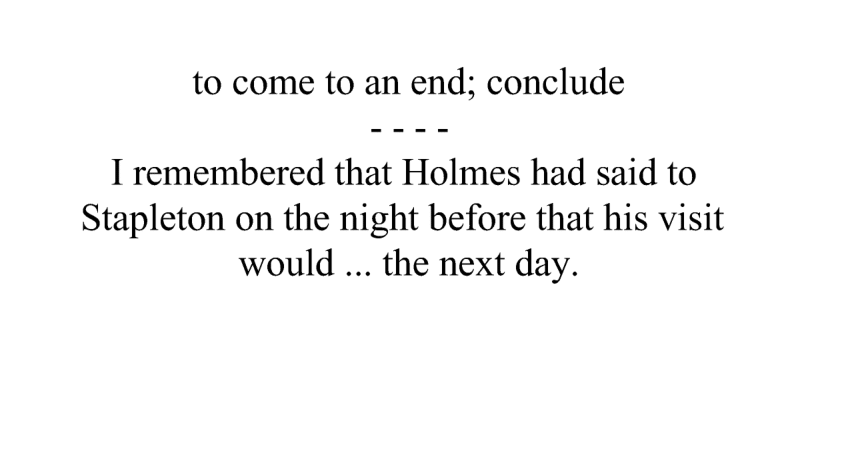 to come to an end; conclude
- - - -
I remembered that Holmes had said to
Stapleton on the night before that his visit
would ... the next day.